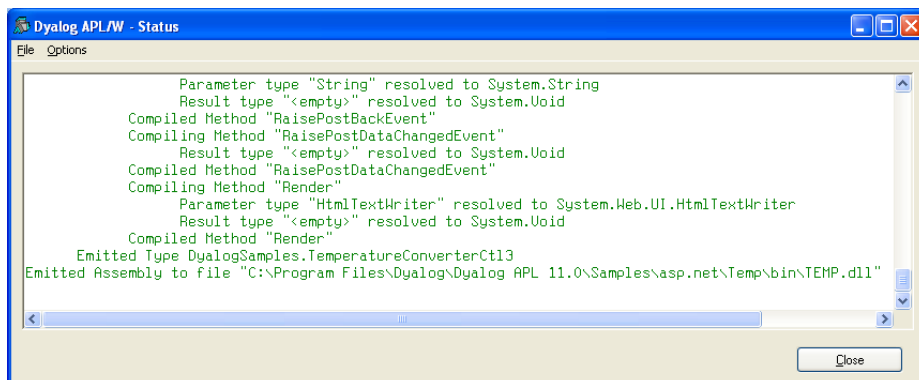 Dyalog APL/W - Status
File Options
Parameter type "String" resolved to System.String
Result type "<empty>" resolved to System.Void
Compiled Method "RaisePostBackEvent"
Compiling Method "RaisePostDataChangedEvent"
Result type "<empty>" resolved to System.Void
Compiled Method "RaisePostDataChangedEvent"
Compiling Method "Render"
Parameter type "HtmlTextWriter" resolved to System.Web.UI.HtmlTextWriter
Result type "<empty>" resolved to System.Void
Compiled Method "Render"
Emitted Type DyalogSamples.TemperatureConverterCtl3
Emitted Assembly to file "C:\Program Files\Dyalog\Dyalog APL 11.0\Samples\asp.net\Temp\bin\TEMP.dll"
Close